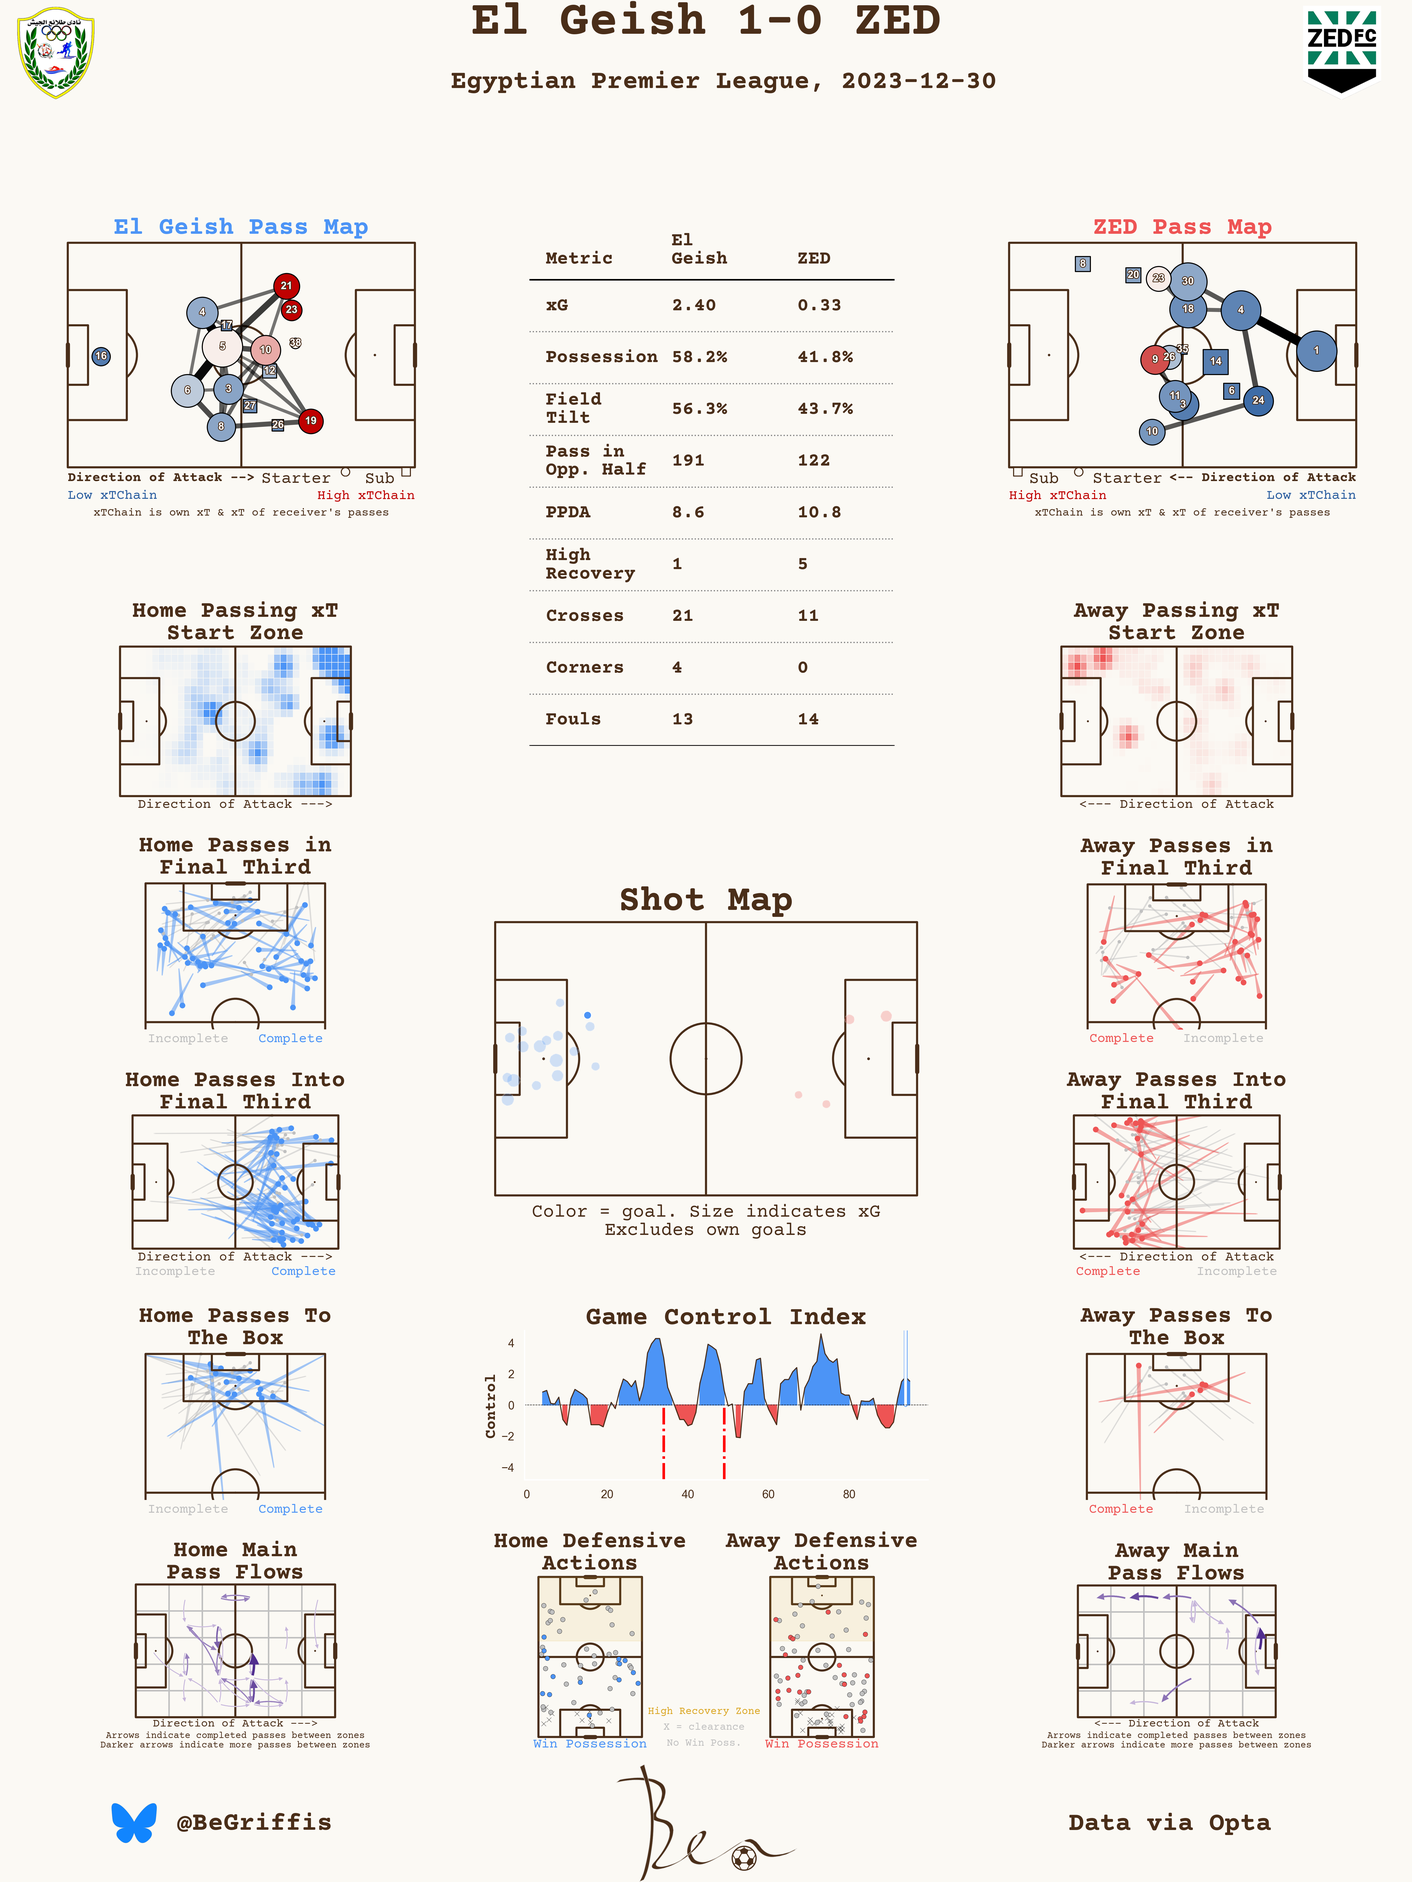 El Geish 1-0 ZED
Egyptian Premier League, 2023-12-30
نادى طلائع الجيش
ZED FC
El Geish Pass Map
16
4
17
5
6
3
8
27
26
12
10
38
23
21
19
Direction of Attack --> Starter Sub
Low xTChain High xTChain
xTChain is own xT & xT of receiver's passes
Metric El Geish ZED
xG 2.40 0.33
Possession 58.2% 41.8%
Field Tilt 56.3% 43.7%
Pass in Opp. Half 191 122
PPDA 8.6 10.8
High Recovery 1 5
Crosses 21 11
Corners 4 0
Fouls 13 14
ZED Pass Map
8
20
23
30
18
4
1
9
26
35
14
6
24
11
3
10
Sub Starter <-- Direction of Attack
High xTChain Low xTChain
xTChain is own xT & xT of receiver's passes
Home Passing xT
Start Zone
Direction of Attack --->
Away Passing xT
Start Zone
<--- Direction of Attack
Home Passes in
Final Third
Incomplete Complete
Away Passes in
Final Third
Complete Incomplete
Shot Map
Color = goal. Size indicates xG
Excludes own goals
Home Passes Into
Final Third
Direction of Attack --->
Incomplete Complete
Away Passes Into
Final Third
<--- Direction of Attack
Complete Incomplete
Home Passes To
The Box
Incomplete Complete
Game Control Index
Control
4
2
0
−2
−4
0 20 40 60 80
Away Passes To
The Box
Complete Incomplete
Home Main
Pass Flows
Direction of Attack --->
Arrows indicate completed passes between zones
Darker arrows indicate more passes between zones
Home Defensive
Actions
Win Possession
High Recovery Zone
X = clearance
No Win Poss.
Away Defensive
Actions
Win Possession
Away Main
Pass Flows
<--- Direction of Attack
Arrows indicate completed passes between zones
Darker arrows indicate more passes between zones
@BeGriffis
Ben
Data via Opta